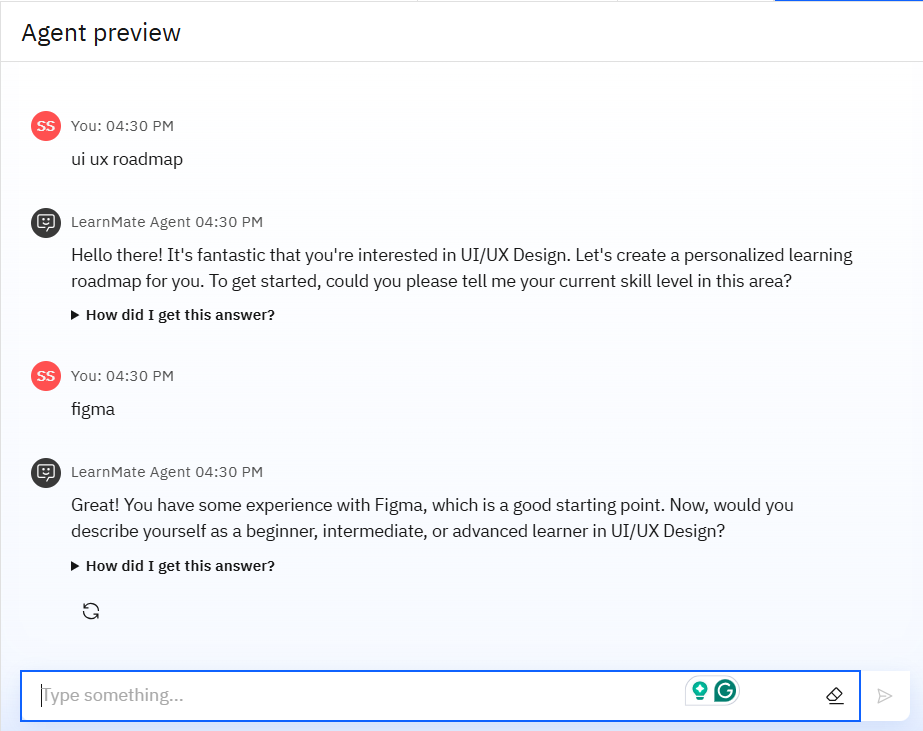 Agent preview
SS You: 04:30 PM
ui ux roadmap
LearnMate Agent 04:30 PM
Hello there! It's fantastic that you're interested in UI/UX Design. Let's create a personalized learning
roadmap for you. To get started, could you please tell me your current skill level in this area?
How did I get this answer?
SS You: 04:30 PM
figma
LearnMate Agent 04:30 PM
Great! You have some experience with Figma, which is a good starting point. Now, would you
describe yourself as a beginner, intermediate, or advanced learner in UI/UX Design?
How did I get this answer?
Type something...